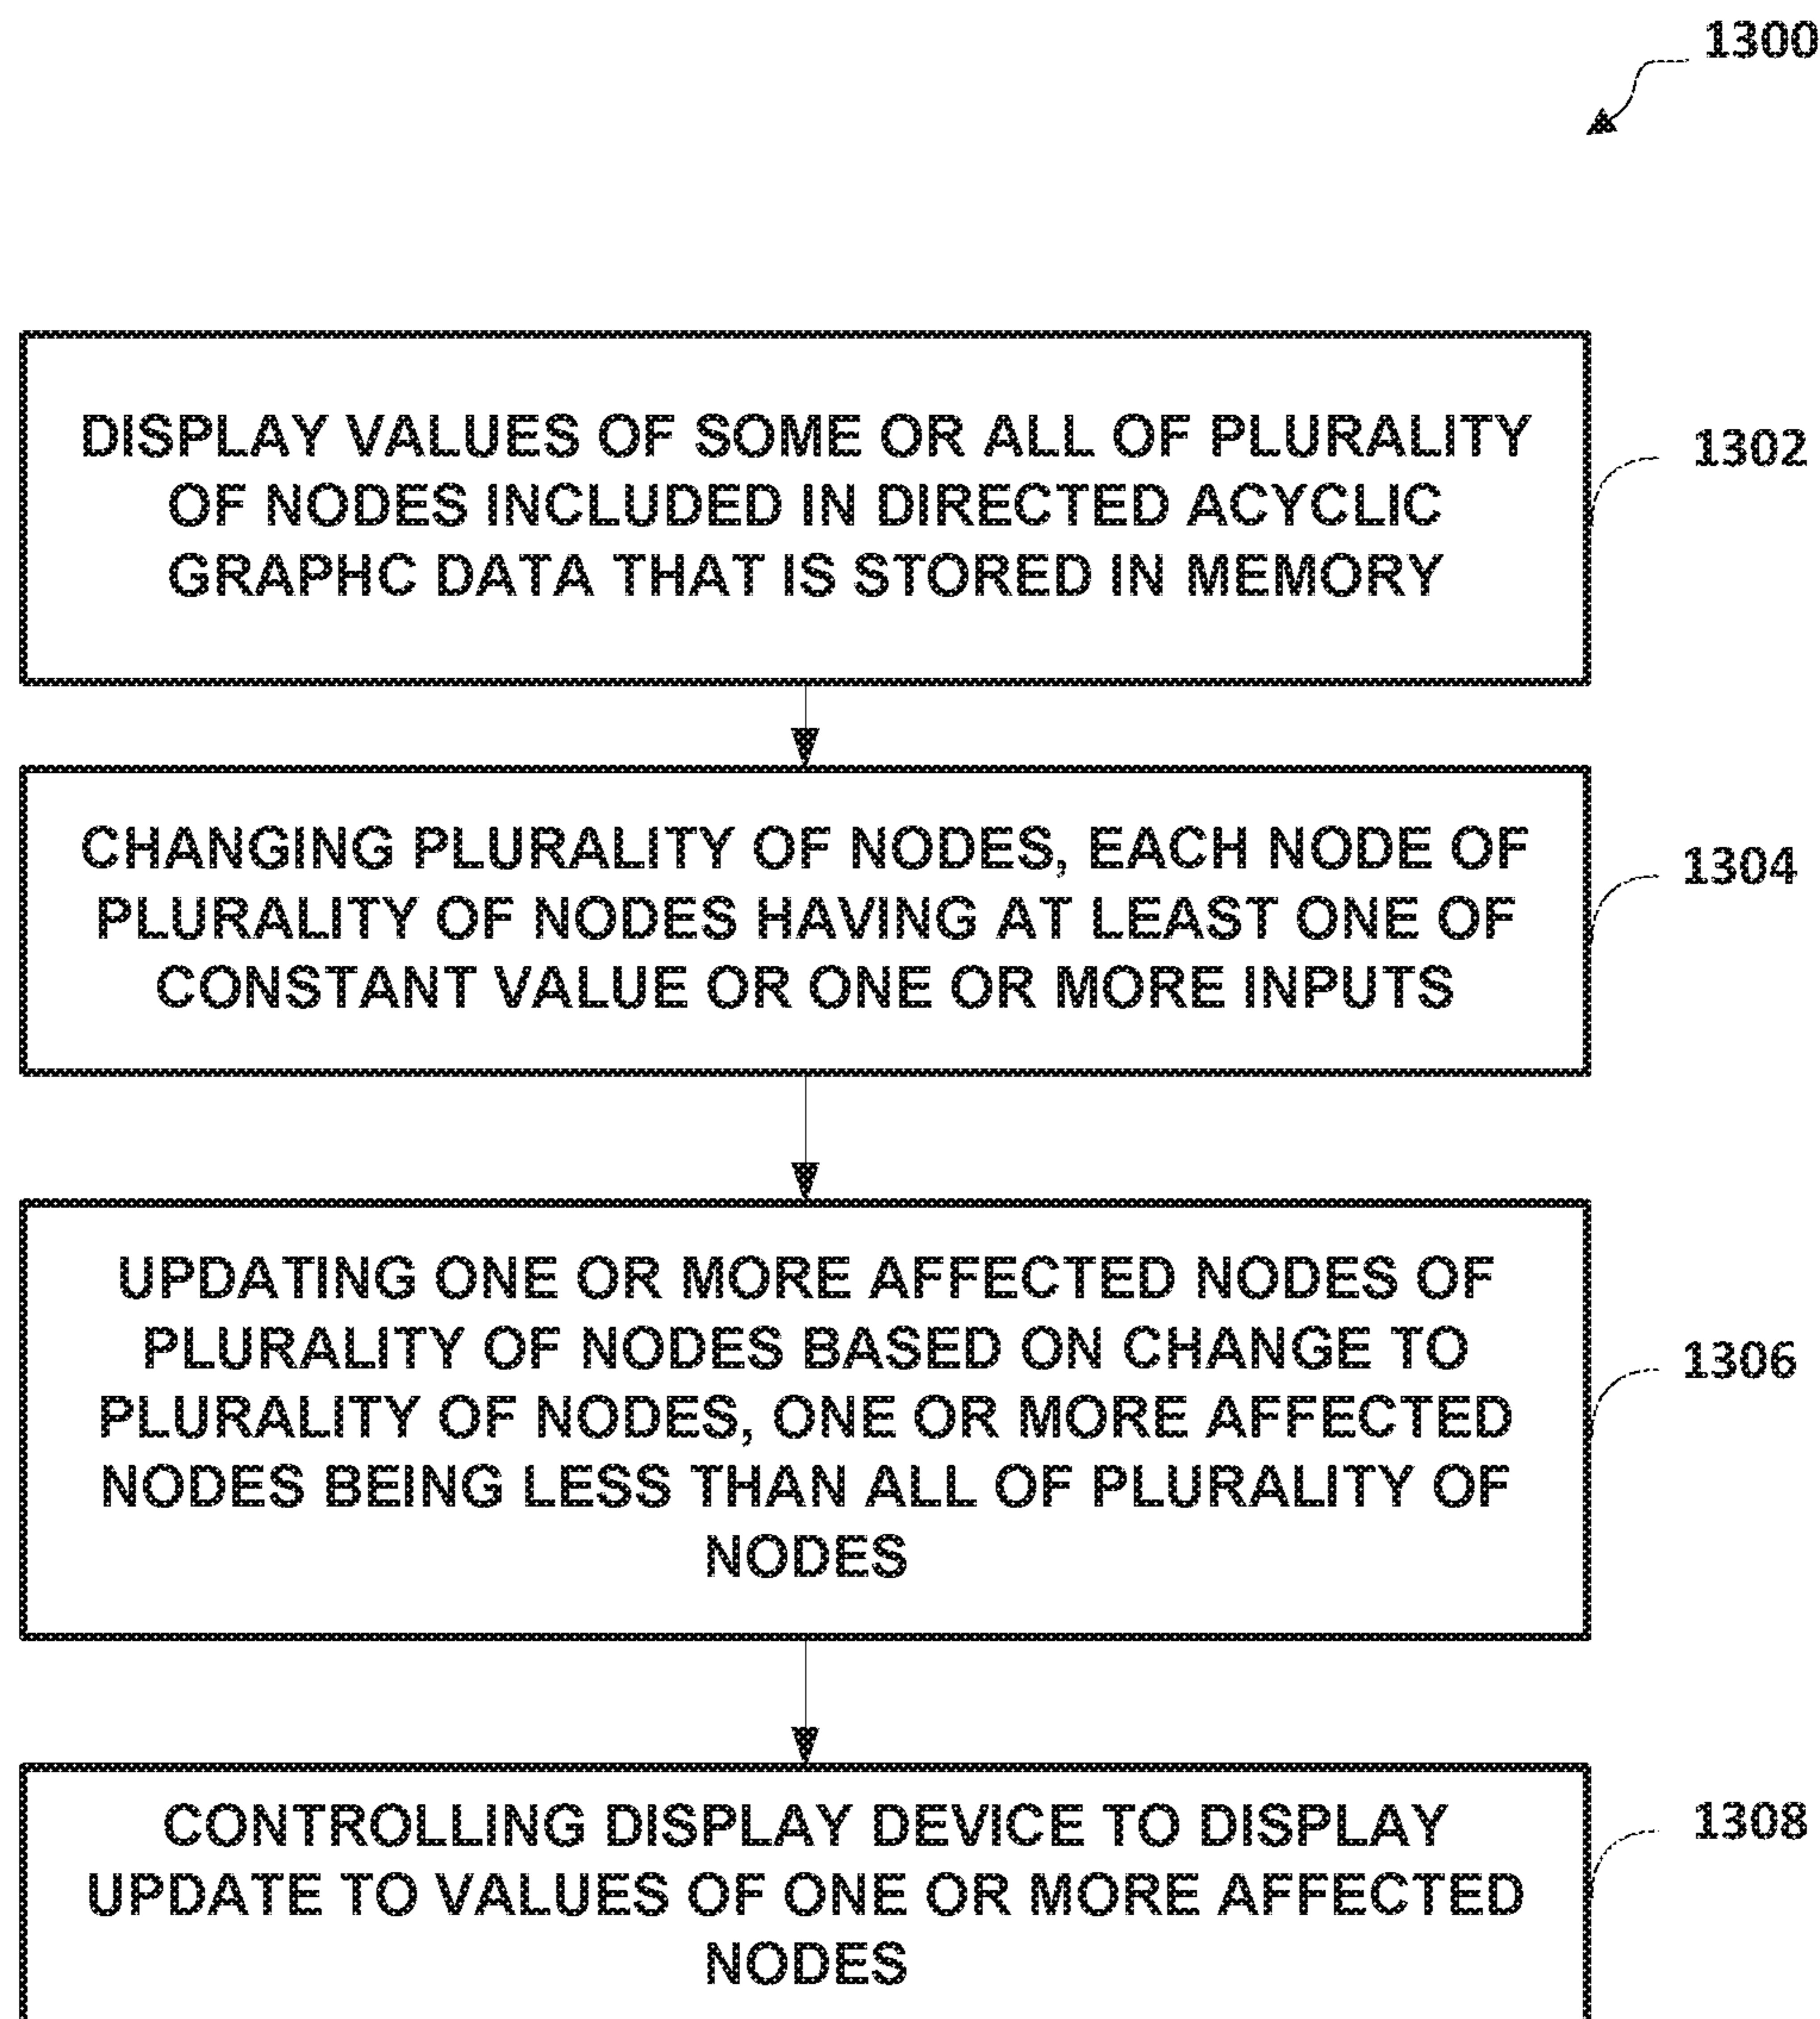 1300
DISPLAY VALUES OF SOME OR ALL OF PLURALITY
OF NODES INCLUDED IN DIRECTED ACYCLIC
GRAPHC DATA THAT IS STORED IN MEMORY
1302
CHANGING PLURALITY OF NODES, EACH NODE OF
PLURALITY OF NODES HAVING AT LEAST ONE OF
CONSTANT VALUE OR ONE OR MORE INPUTS
1304
UPDATING ONE OR MORE AFFECTED NODES OF
PLURALITY OF NODES BASED ON CHANGE TO
PLURALITY OF NODES, ONE OR MORE AFFECTED
NODES BEING LESS THAN ALL OF PLURALITY OF
NODES
1306
CONTROLLING DISPLAY DEVICE TO DISPLAY
UPDATE TO VALUES OF ONE OR MORE AFFECTED
NODES
1308